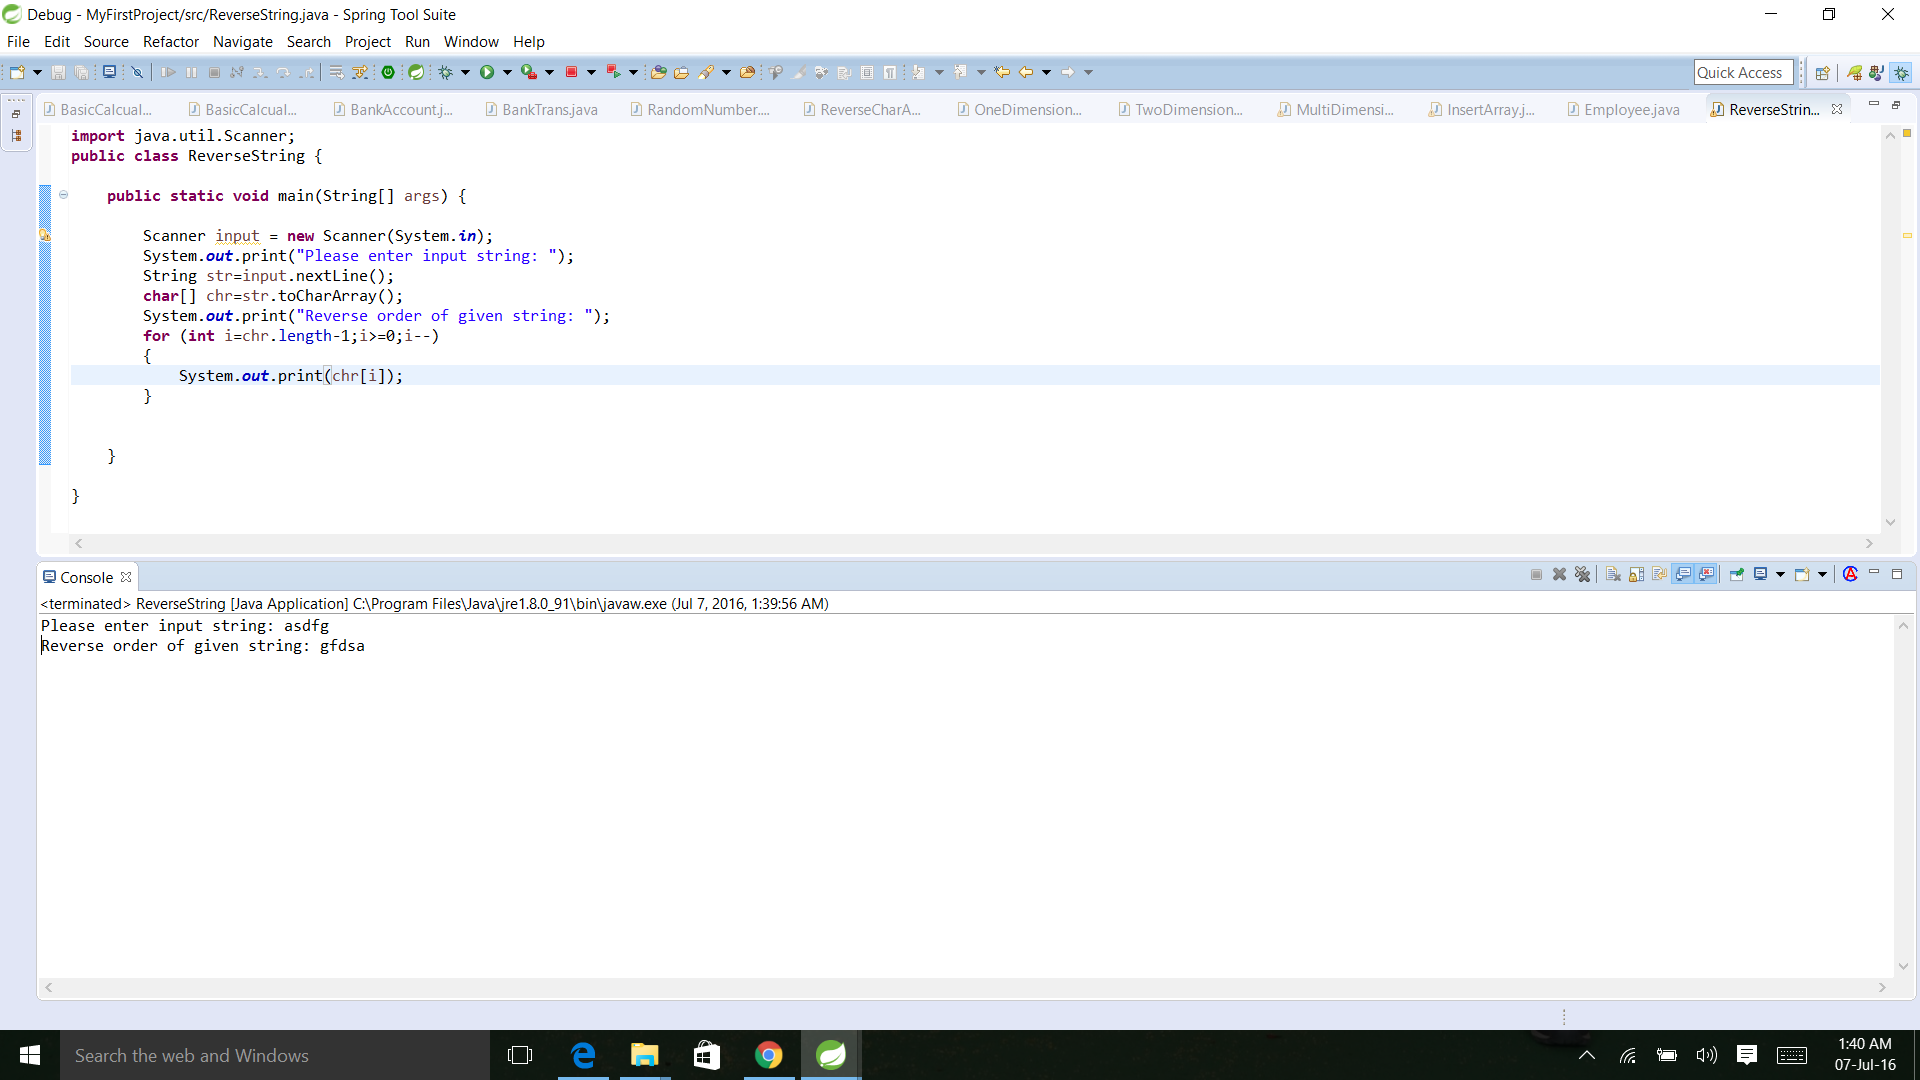 Debug - MyFirstProject/src/ReverseString.java - Spring Tool Suite
File Edit Source Refactor Navigate Search Project Run Window Help
Quick Access
BasicCalcual... BasicCalcual... BankAccount.j... BankTrans.java RandomNumber.... ReverseCharA... OneDimension... TwoDimension... MultiDimensi... InsertArray.j... Employee.java ReverseStrin...
import java.util.Scanner;
public class ReverseString {
public static void main(String[] args) {
Scanner input = new Scanner(System.in);
System.out.print("Please enter input string: ");
String str=input.nextLine();
char[] chr=str.toCharArray();
System.out.print("Reverse order of given string: ");
for (int i=chr.length-1;i>=0;i--)
{
System.out.print(chr[i]);
}
}
}
Console
<terminated> ReverseString [Java Application] C:\Program Files\Java\jre1.8.0_91\bin\javaw.exe (Jul 7, 2016, 1:39:56 AM)
Please enter input string: asdfg
Reverse order of given string: gfdsa
Search the web and Windows
1:40 AM
07-Jul-16